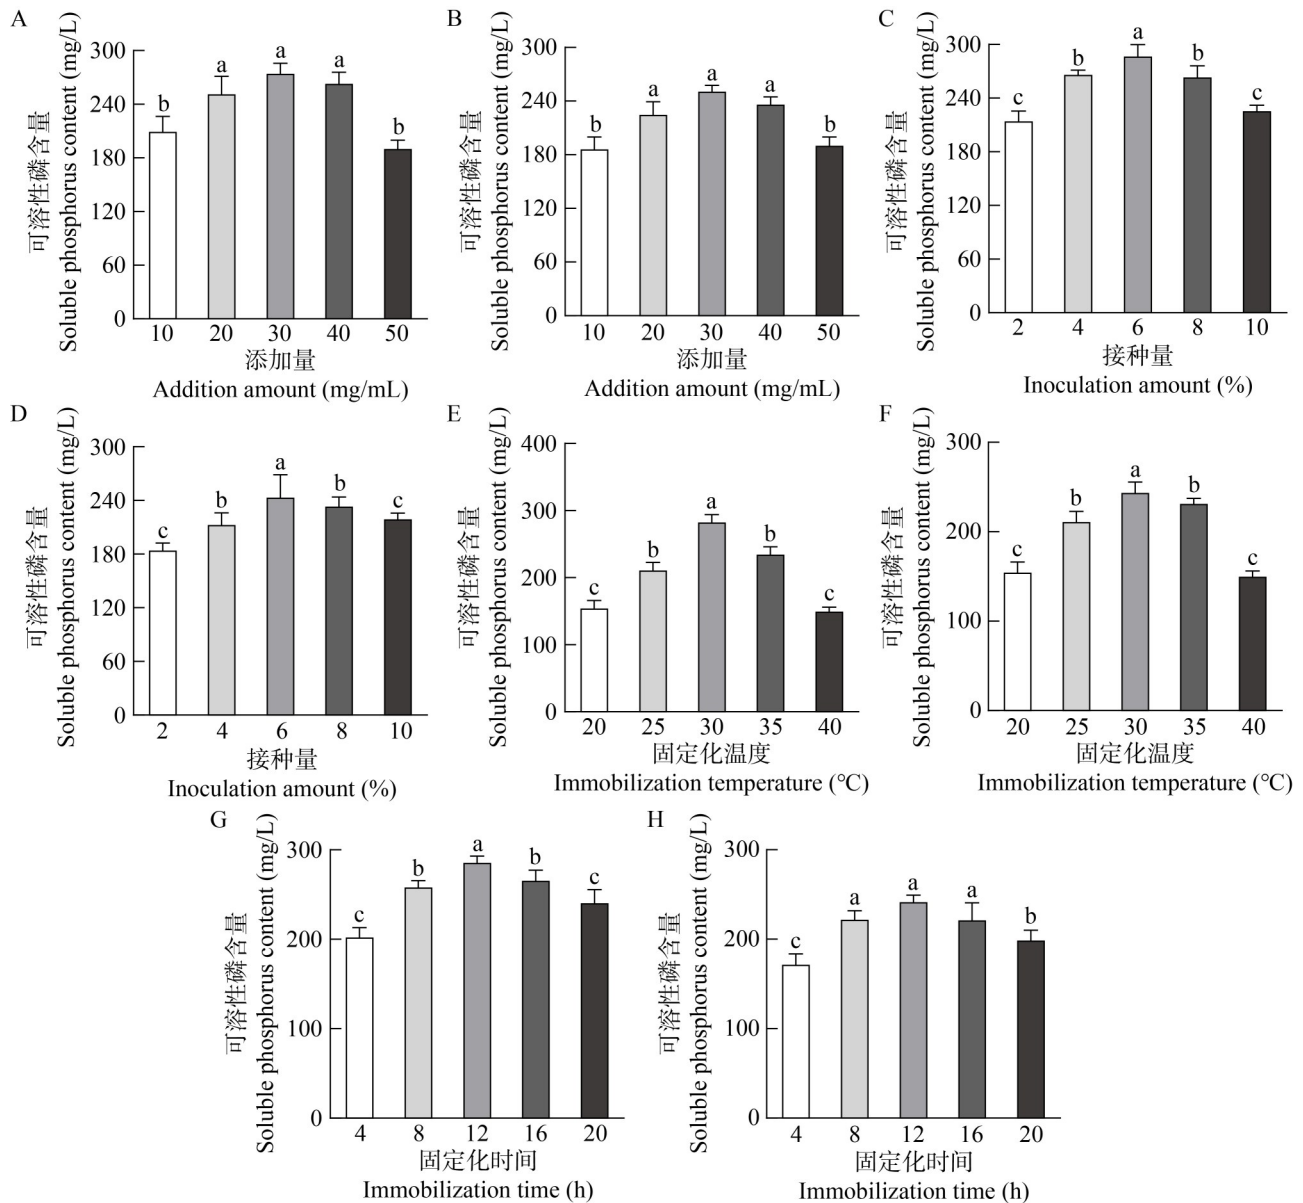 A
可溶性磷含量
Soluble phosphorus content (mg/L)
300
240
180
120
60
0
b
a
a
a
b
10 20 30 40 50
添加量
Addition amount (mg/mL)
B
可溶性磷含量
Soluble phosphorus content (mg/L)
300
240
180
120
60
0
b
a
a
a
b
10 20 30 40 50
添加量
Addition amount (mg/mL)
C
可溶性磷含量
Soluble phosphorus content (mg/L)
300
240
180
120
60
0
c
b
a
b
c
2 4 6 8 10
接种量
Inoculation amount (%)
D
可溶性磷含量
Soluble phosphorus content (mg/L)
300
240
180
120
60
0
c
b
a
b
c
2 4 6 8 10
接种量
Inoculation amount (%)
E
可溶性磷含量
Soluble phosphorus content (mg/L)
400
300
200
100
0
c
b
a
b
c
20 25 30 35 40
固定化温度
Immobilization temperature (℃)
F
可溶性磷含量
Soluble phosphorus content (mg/L)
300
200
100
0
c
b
a
b
c
20 25 30 35 40
固定化温度
Immobilization temperature (℃)
G
可溶性磷含量
Soluble phosphorus content (mg/L)
300
200
100
0
c
b
a
b
c
4 8 12 16 20
固定化时间
Immobilization time (h)
H
可溶性磷含量
Soluble phosphorus content (mg/L)
300
200
100
0
c
a
a
a
b
4 8 12 16 20
固定化时间
Immobilization time (h)